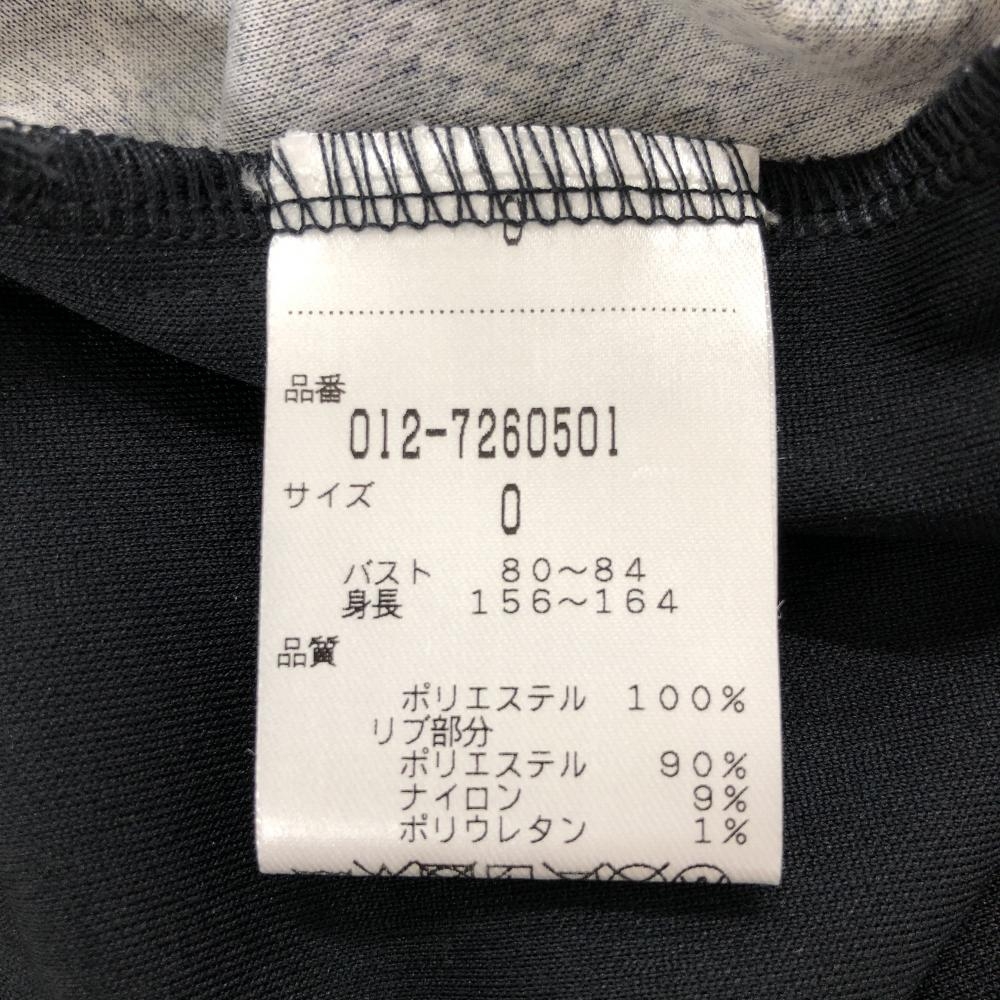 0
品番
012-7260501
サイズ 0
バスト 80～84
身長 156～164
品質
ポリエステル 100%
リブ部分
ポリエステル 90%
ナイロン 9%
ポリウレタン 1%